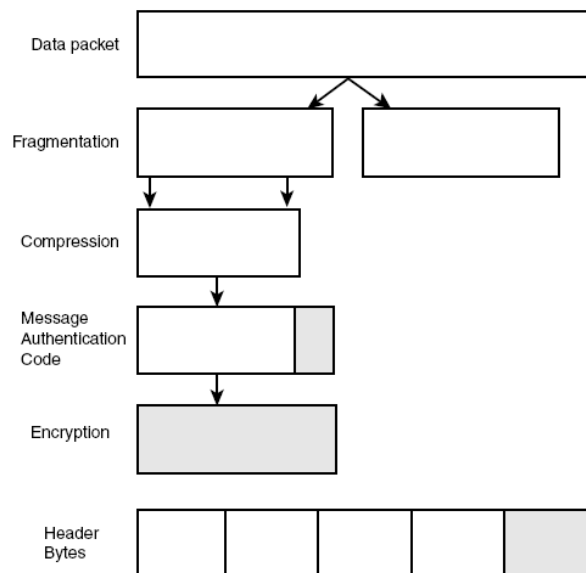 Data packet
Fragmentation
Compression
Message
Authentication
Code
Encryption
Header
Bytes